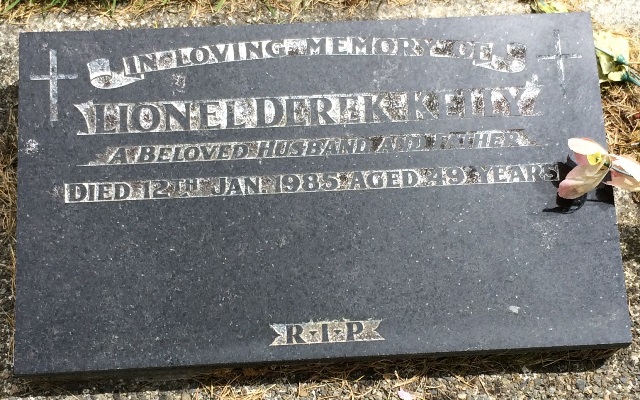 IN LOVING MEMORY OF
LIONEL DEREK KELLY
A BELOVED HUSBAND AND FATHER
DIED 12TH JAN 1985 AGED 49 YEARS
R·I·P